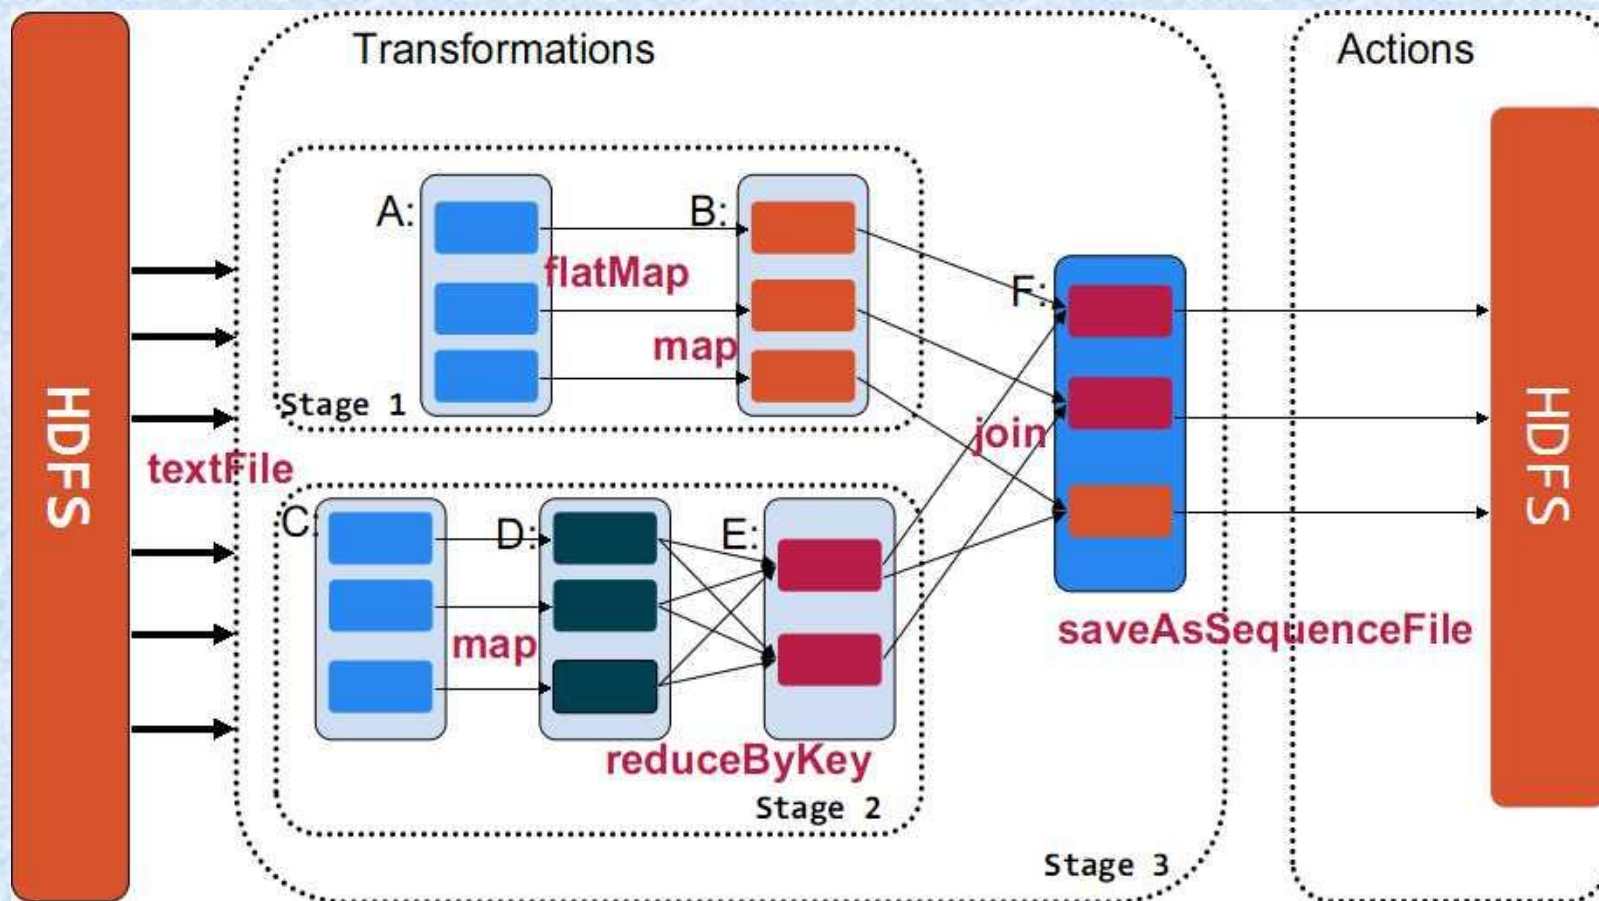 Transformations
Actions
HDFS
textFile
A:
B:
flatMap
map
Stage 1
C:
D:
E:
map
reduceByKey
Stage 2
F:
join
saveAsSequenceFile
Stage 3
HDFS